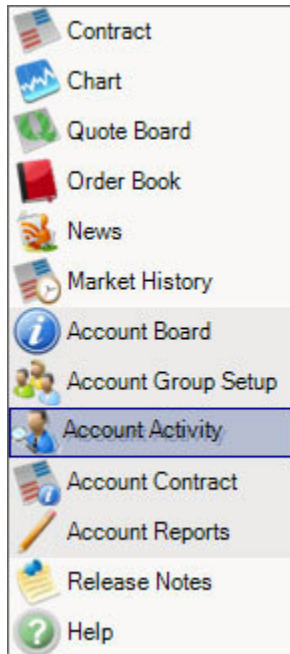 Contract
Chart
Quote Board
Order Book
News
Market History
Account Board
Account Group Setup
Account Activity
Account Contract
Account Reports
Release Notes
Help